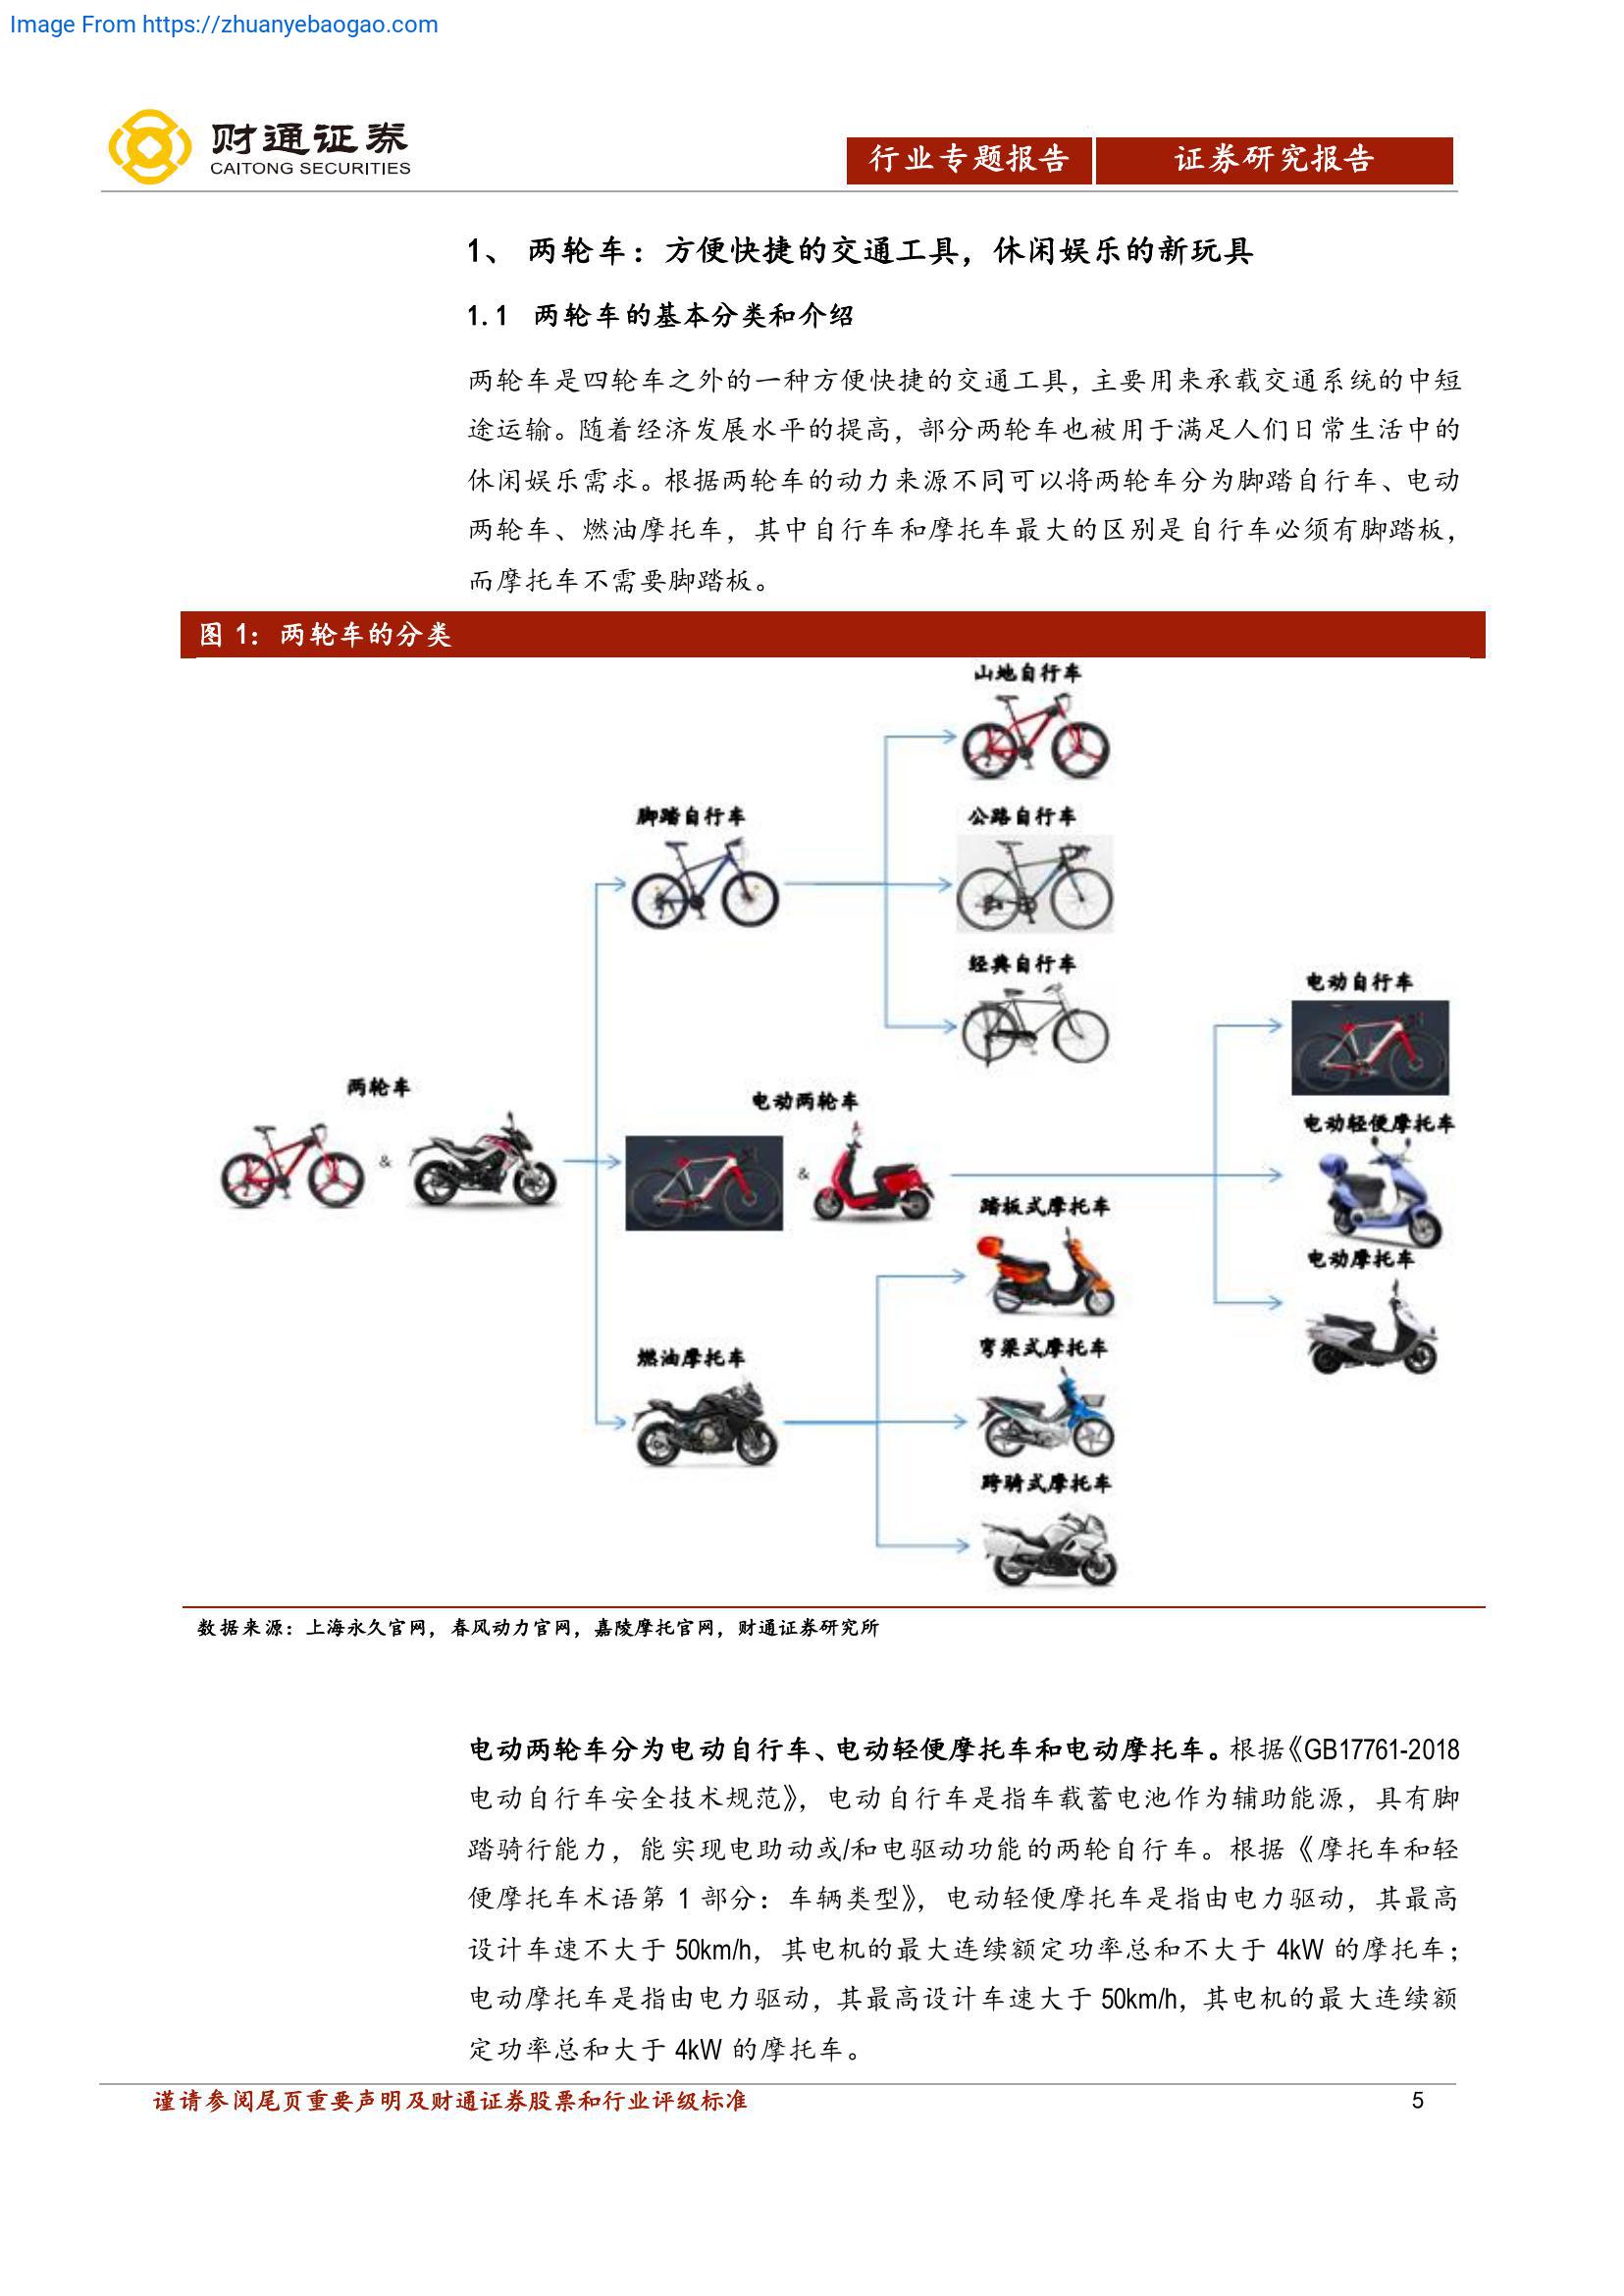 Image From https://zhuanyebaogao.com
财通证券
CAITONG SECURITIES
行业专题报告
证券研究报告
1、 两轮车：方便快捷的交通工具，休闲娱乐的新玩具
1.1 两轮车的基本分类和介绍
两轮车是四轮车之外的一种方便快捷的交通工具，主要用来承载交通系统的中短
途运输。随着经济发展水平的提高，部分两轮车也被用于满足人们日常生活中的
休闲娱乐需求。根据两轮车的动力来源不同可以将两轮车分为脚踏自行车、电动
两轮车、燃油摩托车，其中自行车和摩托车最大的区别是自行车必须有脚踏板，
而摩托车不需要脚踏板。
图 1：两轮车的分类
山地自行车
脚踏自行车
公路自行车
经典自行车
电动自行车
两轮车
&
电动两轮车
&
电动轻便摩托车
踏板式摩托车
电动摩托车
燃油摩托车
弯梁式摩托车
跨骑式摩托车
数据来源：上海永久官网，春风动力官网，嘉陵摩托官网，财通证券研究所
电动两轮车分为电动自行车、电动轻便摩托车和电动摩托车。根据《GB17761-2018
电动自行车安全技术规范》，电动自行车是指车载蓄电池作为辅助能源，具有脚
踏骑行能力，能实现电助动或/和电驱动功能的两轮自行车。根据《摩托车和轻
便摩托车术语第 1 部分：车辆类型》，电动轻便摩托车是指由电力驱动，其最高
设计车速不大于 50km/h，其电机的最大连续额定功率总和不大于 4kW 的摩托车；
电动摩托车是指由电力驱动，其最高设计车速大于 50km/h，其电机的最大连续额
定功率总和大于 4kW 的摩托车。
谨请参阅尾页重要声明及财通证券股票和行业评级标准
5